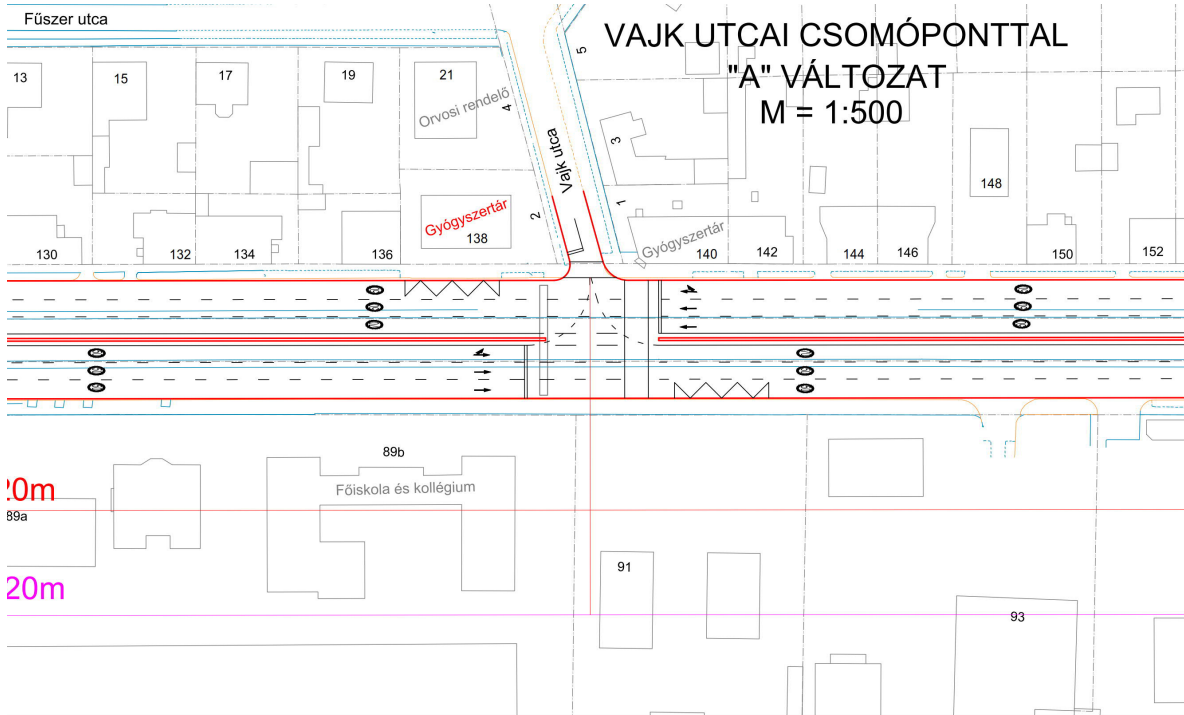 Fűszer utca
VAJK UTCAI CSOMÓPONTTAL
"A" VÁLTOZAT
M = 1:500
13
15
17
19
21
Orvosi rendelő
4
5
Vajk utca
3
1
2
148
Gyógyszertár
138
Gyógyszertár
130
132
134
136
140
142
144
146
150
152
89b
Főiskola és kollégium
20m
89a
91
20m
93